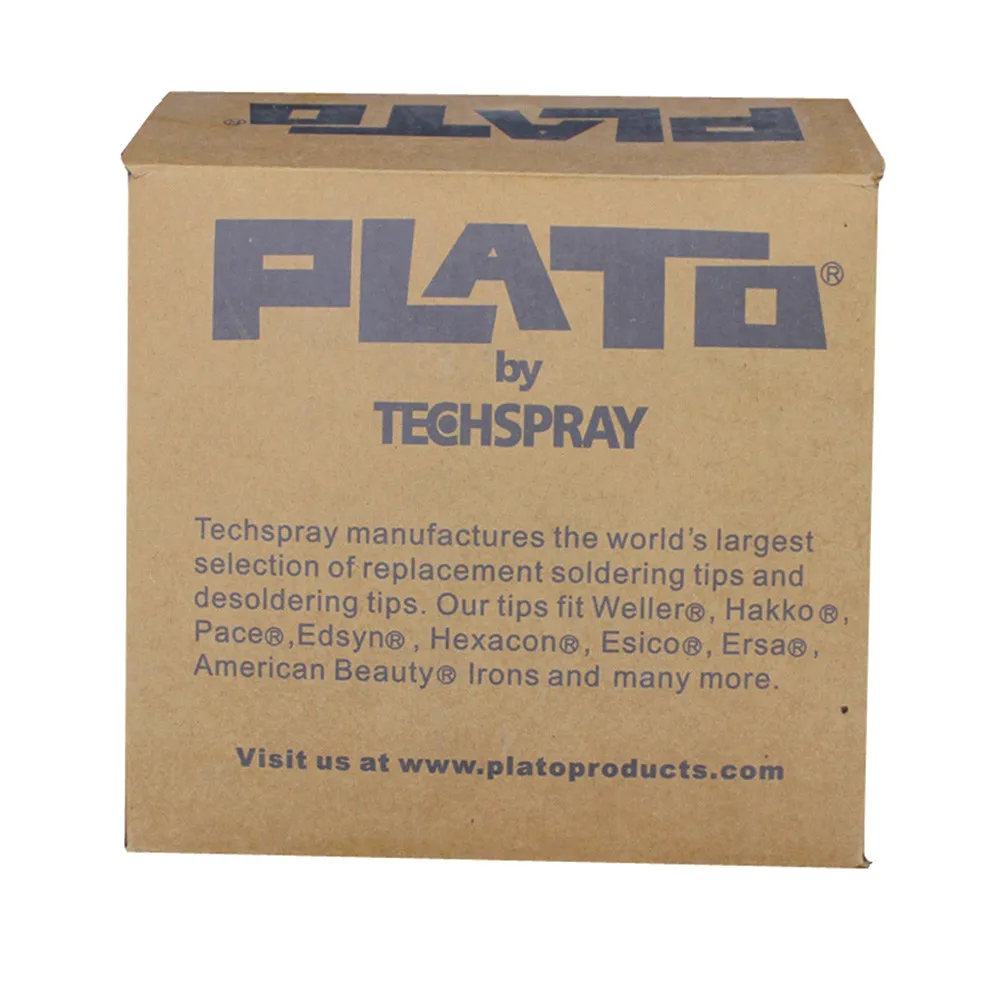 PLATO
PLATO®
by
TECHSPRAY
Techspray manufactures the world's largest
selection of replacement soldering tips and
desoldering tips. Our tips fit Weller®, Hakko®,
Pace®,Edsyn®, Hexacon®, Esico®, Ersa®,
American Beauty® Irons and many more.
Visit us at www.platoproducts.com